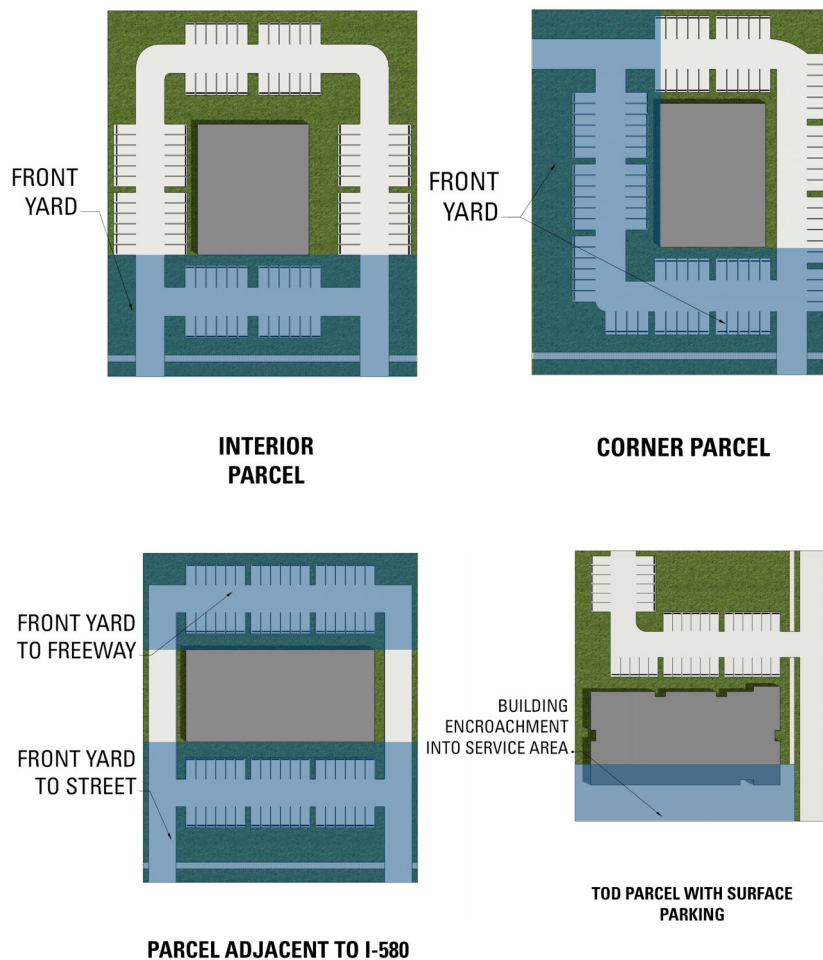 FRONT
YARD
INTERIOR
PARCEL
FRONT
YARD
CORNER PARCEL
FRONT YARD
TO FREEWAY
FRONT YARD
TO STREET
PARCEL ADJACENT TO I-580
BUILDING
ENCROACHMENT
INTO SERVICE AREA
TOD PARCEL WITH SURFACE
PARKING